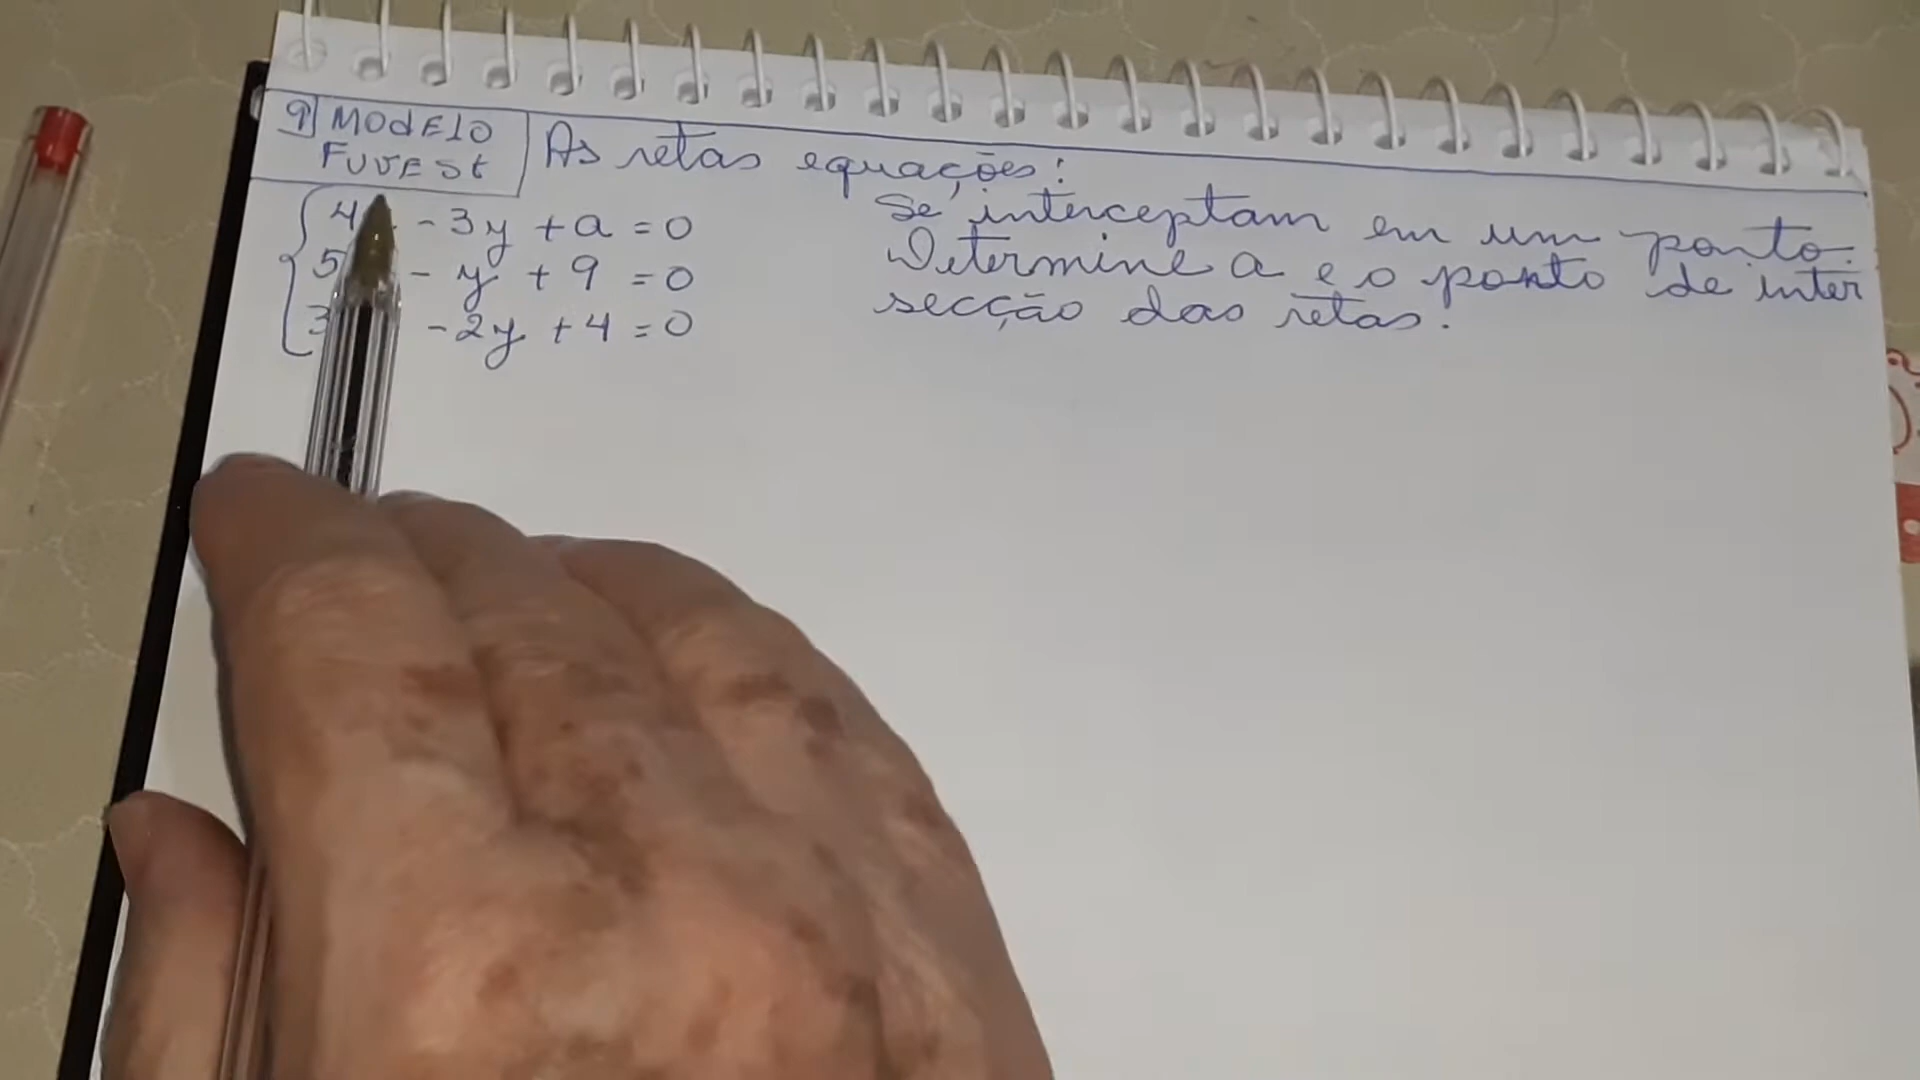 9) MODELO FUVEST
As retas equações:
4 - 3y + a = 0
5 - y + 9 = 0
3 - 2y + 4 = 0
Se interceptam em um ponto.
Determine a e o ponto de inter
secção das retas.